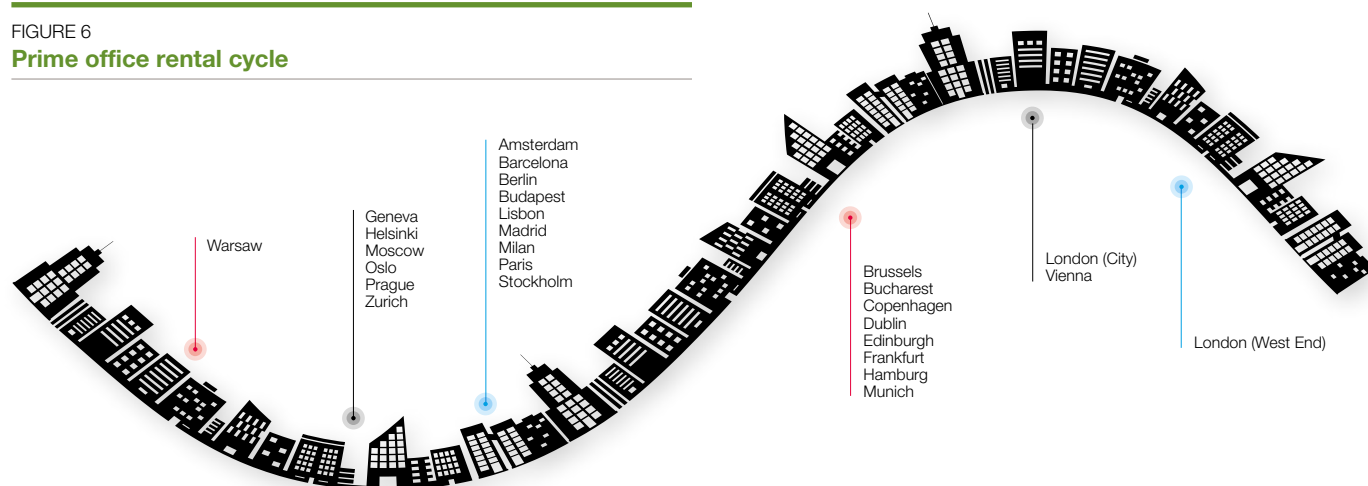 FIGURE 6
Prime office rental cycle
Warsaw
Geneva
Helsinki
Moscow
Oslo
Prague
Zurich
Amsterdam
Barcelona
Berlin
Budapest
Lisbon
Madrid
Milan
Paris
Stockholm
Brussels
Bucharest
Copenhagen
Dublin
Edinburgh
Frankfurt
Hamburg
Munich
London (City)
Vienna
London (West End)